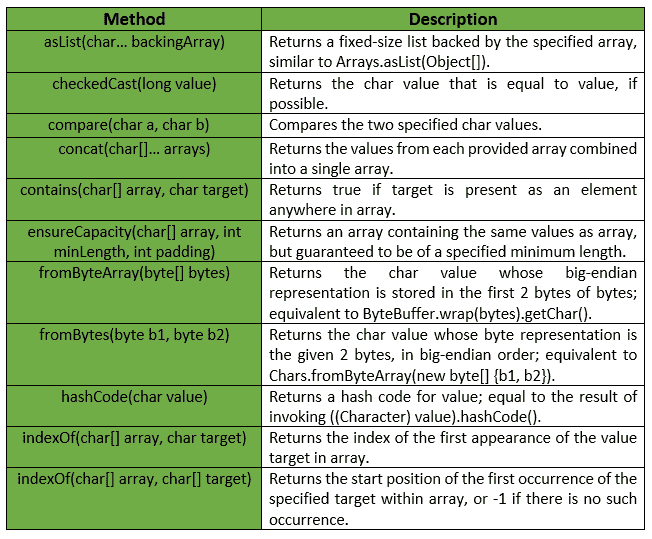 Method Description
asList(char... backingArray) Returns a fixed-size list backed by the specified array,
similar to Arrays.asList(Object[]).
checkedCast(long value) Returns the char value that is equal to value, if
possible.
compare(char a, char b) Compares the two specified char values.
concat(char[]... arrays) Returns the values from each provided array combined
into a single array.
contains(char[] array, char target) Returns true if target is present as an element
anywhere in array.
ensureCapacity(char[] array, int Returns an array containing the same values as array,
minLength, int padding) but guaranteed to be of a specified minimum length.
fromByteArray(byte[] bytes) Returns the char value whose big-endian
representation is stored in the first 2 bytes of bytes;
equivalent to ByteBuffer.wrap(bytes).getChar().
fromBytes(byte b1, byte b2) Returns the char value whose byte representation is
the given 2 bytes, in big-endian order; equivalent to
Chars.fromByteArray(new byte[] {b1, b2}).
hashCode(char value) Returns a hash code for value; equal to the result of
invoking ((Character) value).hashCode().
indexOf(char[] array, char target) Returns the index of the first appearance of the value
target in array.
indexOf(char[] array, char[] target) Returns the start position of the first occurrence of the
specified target within array, or -1 if there is no such
occurrence.